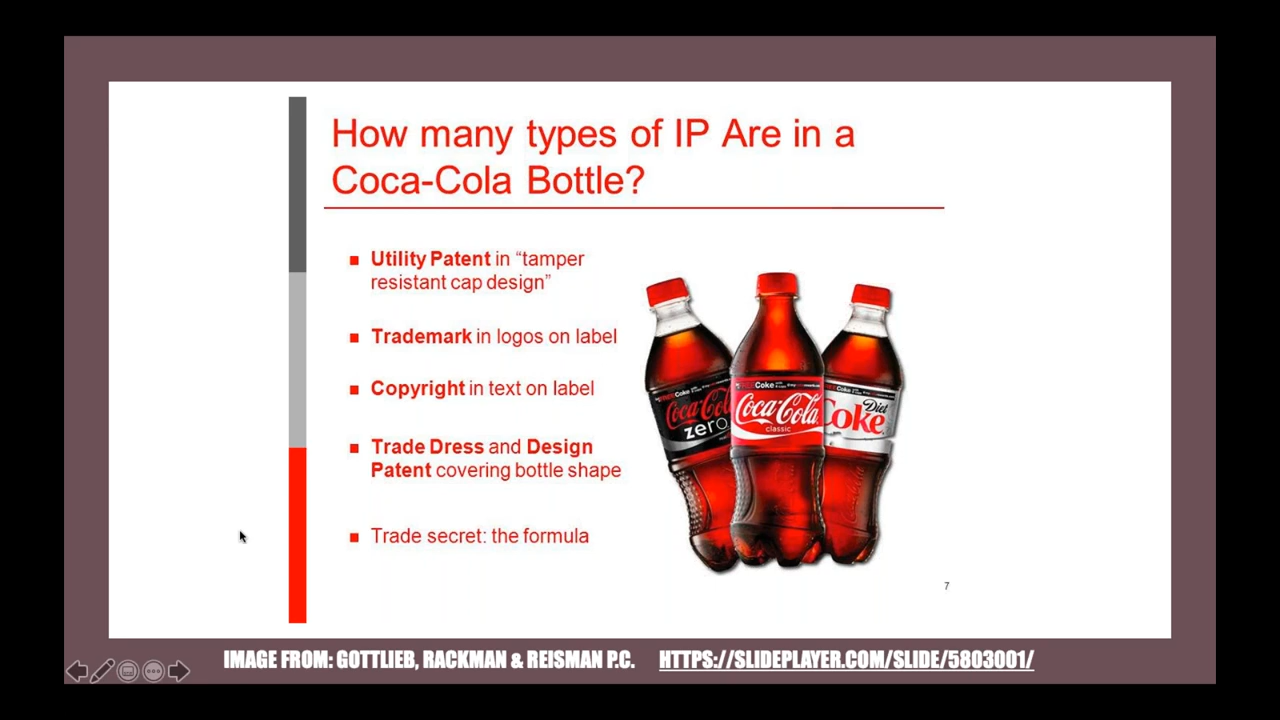 How many types of IP Are in a
Coca-Cola Bottle?
▪ Utility Patent in “tamper
resistant cap design”
▪ Trademark in logos on label
▪ Copyright in text on label
▪ Trade Dress and Design
Patent covering bottle shape
▪ Trade secret: the formula
Coke
Coca-Cola
zero
Coke
Coca-Cola
classic
Coke
Diet
Coke
7
IMAGE FROM: GOTTLIEB, RACKMAN & REISMAN P.C. HTTPS://SLIDEPLAYER.COM/SLIDE/5803001/